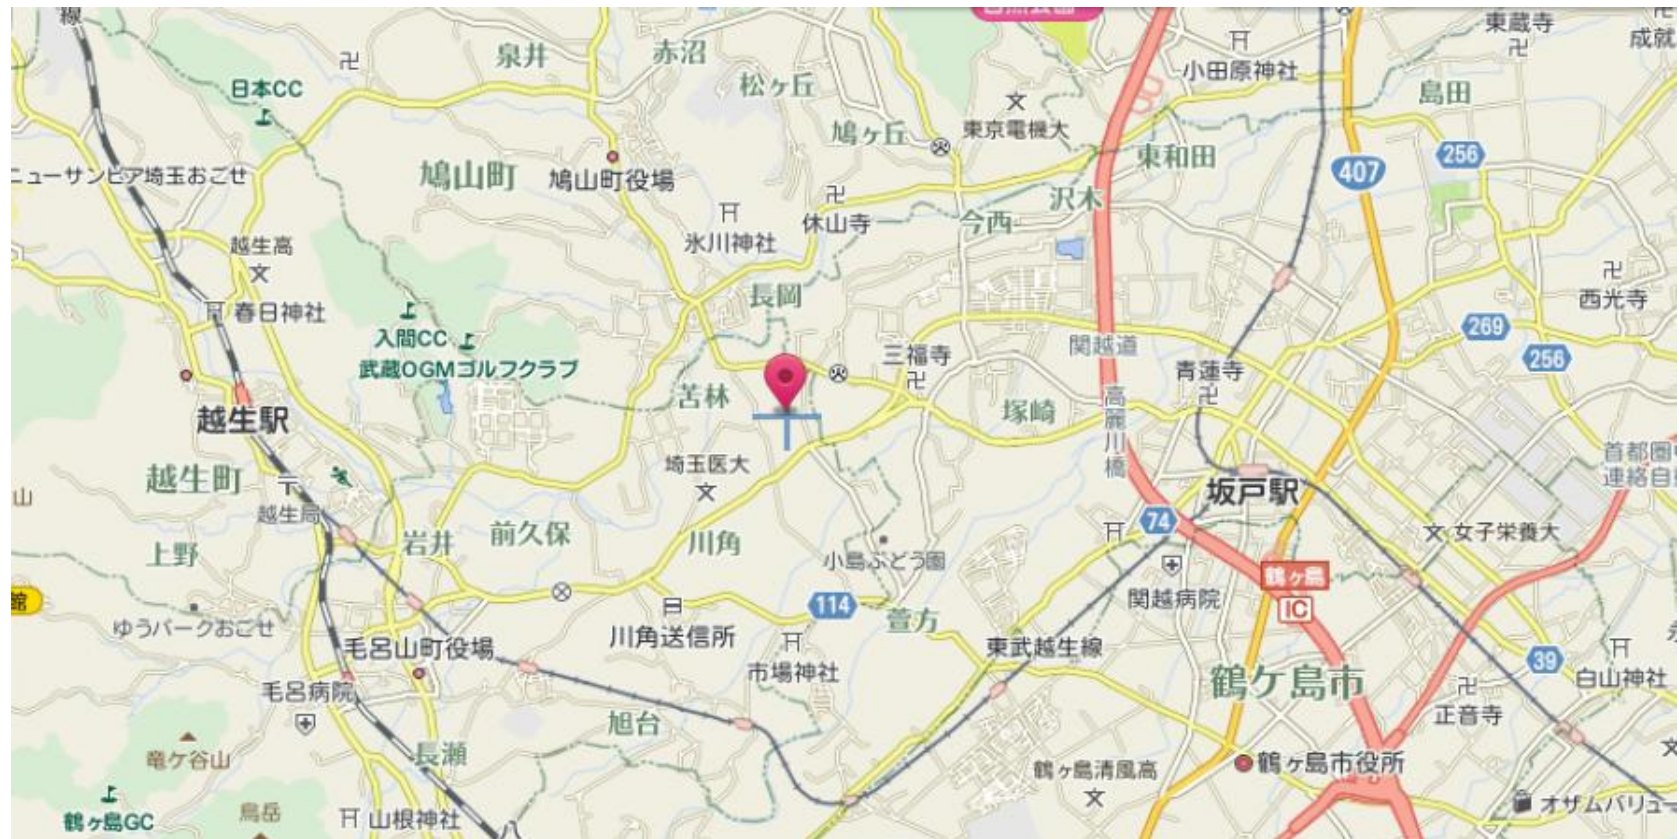 線
泉井
赤沼
松ヶ丘
東蔵寺
成就
小田原神社
日本CC
島田
鳩ヶ丘
東京電機大
東和田
256
407
ニューサンピア埼玉おごせ
鳩山町
鳩山町役場
沢木
休山寺
今西
氷川神社
越生高
西光寺
長岡
春日神社
入間CC
武蔵OGMゴルフクラブ
関越道
269
256
三福寺
青蓮寺
苦林
塚崎
高麗川橋
越生駅
首都圏中
連絡自
埼玉医大
越生町
山
坂戸駅
越生局
74
女子栄養大
前久保
岩井
川角
上野
小島ぶどう園
鶴ヶ島
IC
関越病院
館
114
萱方
ゆうパークおごせ
川角送信所
毛呂山町役場
東武越生線
39
市場神社
白山神社
鶴ケ島市
毛呂病院
正音寺
旭台
長瀬
竜ケ谷山
鶴ヶ島清風高
鶴ヶ島市役所
オザムバリュー
鶴ヶ島GC
鳥岳
山根神社
八